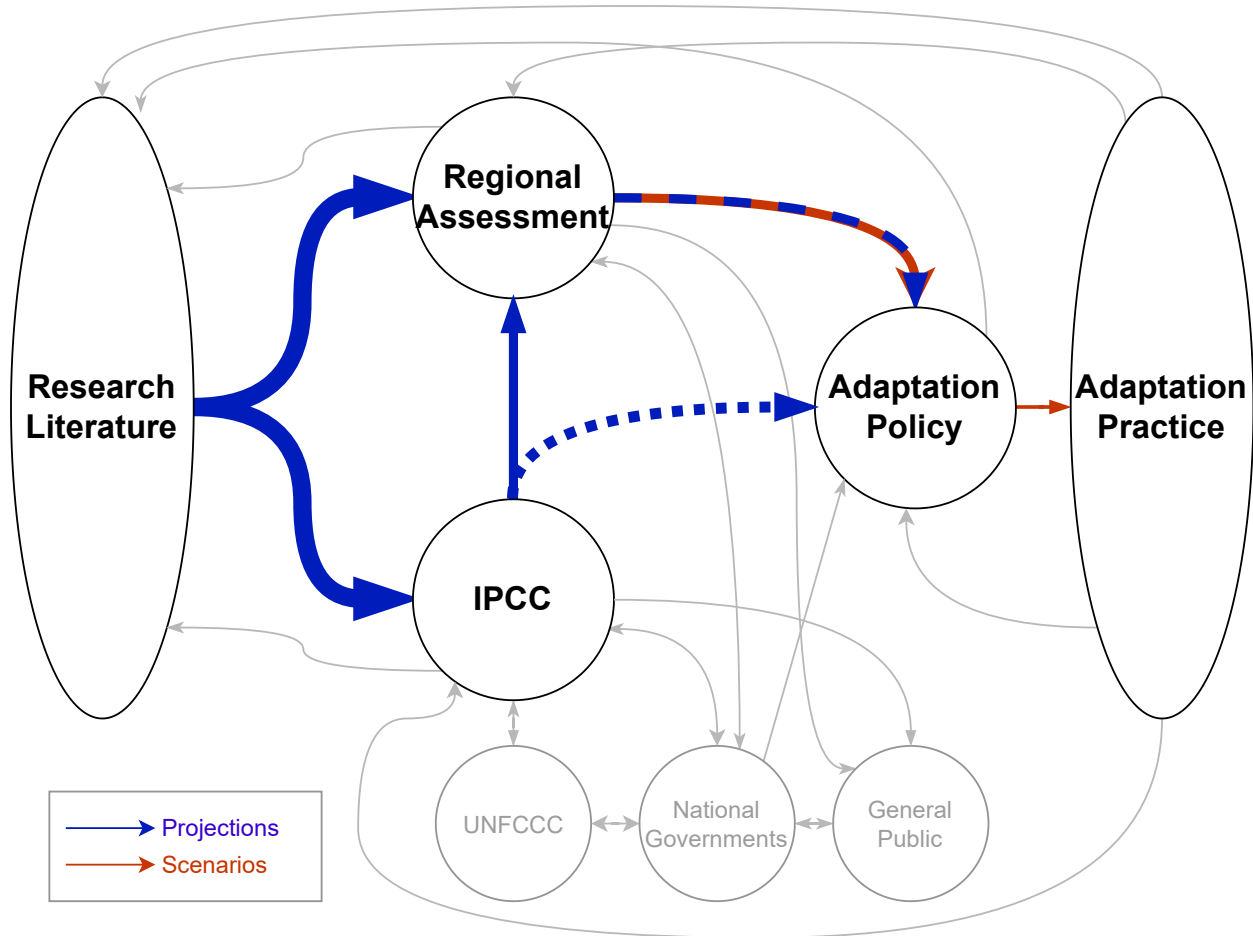 Regional
Assessment
Research
Literature
Adaptation
Policy
Adaptation
Practice
IPCC
UNFCCC
National
Governments
General
Public
Projections
Scenarios